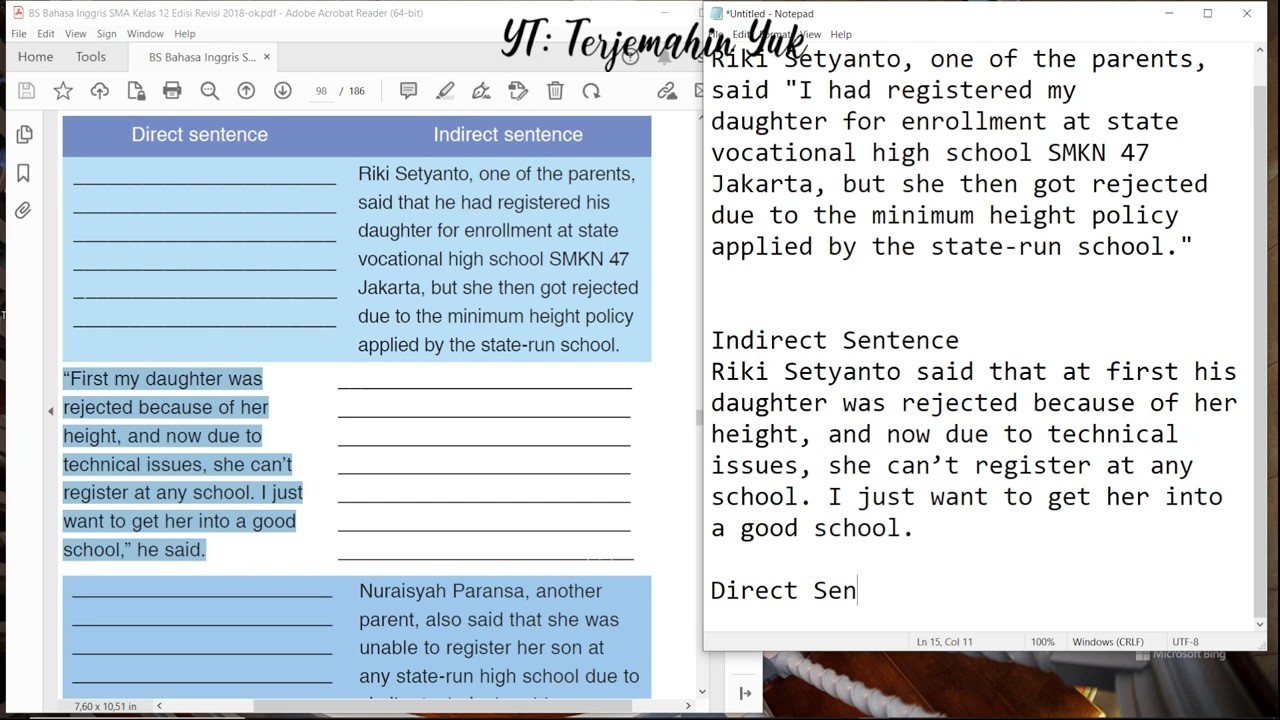 BS Bahasa Inggris SMA Kelas 12 Edisi Revisi 2018-ok.pdf - Adobe Acrobat Reader (64-bit)
File Edit View Sign Window Help
Home Tools BS Bahasa Inggris S... ×
98 / 186
YT: Terjemahin Yuk
Direct sentence Indirect sentence
Riki Setyanto, one of the parents,
said that he had registered his
daughter for enrollment at state
vocational high school SMKN 47
Jakarta, but she then got rejected
due to the minimum height policy
applied by the state-run school.
“First my daughter was
rejected because of her
height, and now due to
technical issues, she can’t
register at any school. I just
want to get her into a good
school,” he said.
Nuraisyah Paransa, another
parent, also said that she was
unable to register her son at
any state-run high school due to
7,60 x 10,51 in
*Untitled - Notepad
File Edit Format View Help
Riki Setyanto, one of the parents,
said "I had registered my
daughter for enrollment at state
vocational high school SMKN 47
Jakarta, but she then got rejected
due to the minimum height policy
applied by the state-run school."
Indirect Sentence
Riki Setyanto said that at first his
daughter was rejected because of her
height, and now due to technical
issues, she can’t register at any
school. I just want to get her into
a good school.
Direct Sen
Ln 15, Col 11 100% Windows (CRLF) UTF-8
Microsoft Bing